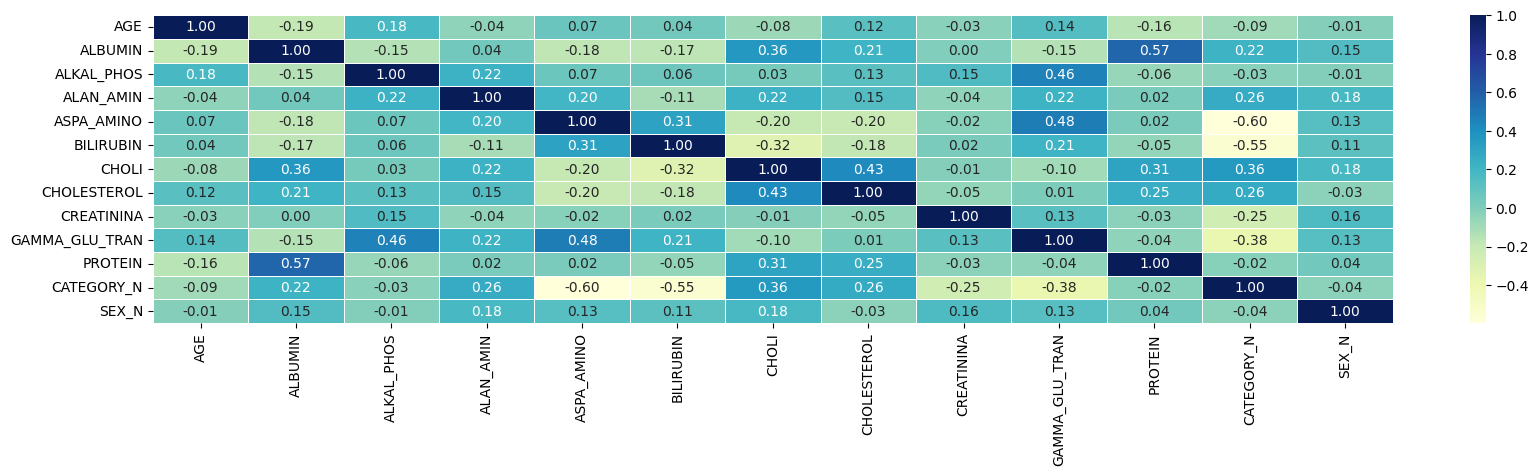 AGE 1.00 -0.19 0.18 -0.04 0.07 0.04 -0.08 0.12 -0.03 0.14 -0.16 -0.09 -0.01
ALBUMIN -0.19 1.00 -0.15 0.04 -0.18 -0.17 0.36 0.21 0.00 -0.15 0.57 0.22 0.15
ALKAL_PHOS 0.18 -0.15 1.00 0.22 0.07 0.06 0.03 0.13 0.15 0.46 -0.06 -0.03 -0.01
ALAN_AMIN -0.04 0.04 0.22 1.00 0.20 -0.11 0.22 0.15 -0.04 0.22 0.02 0.26 0.18
ASPA_AMINO 0.07 -0.18 0.07 0.20 1.00 0.31 -0.20 -0.20 -0.02 0.48 0.02 -0.60 0.13
BILIRUBIN 0.04 -0.17 0.06 -0.11 0.31 1.00 -0.32 -0.18 0.02 0.21 -0.05 -0.55 0.11
CHOLI -0.08 0.36 0.03 0.22 -0.20 -0.32 1.00 0.43 -0.01 -0.10 0.31 0.36 0.18
CHOLESTEROL 0.12 0.21 0.13 0.15 -0.20 -0.18 0.43 1.00 -0.05 0.01 0.25 0.26 -0.03
CREATININA -0.03 0.00 0.15 -0.04 -0.02 0.02 -0.01 -0.05 1.00 0.13 -0.03 -0.25 0.16
GAMMA_GLU_TRAN 0.14 -0.15 0.46 0.22 0.48 0.21 -0.10 0.01 0.13 1.00 -0.04 -0.38 0.13
PROTEIN -0.16 0.57 -0.06 0.02 0.02 -0.05 0.31 0.25 -0.03 -0.04 1.00 -0.02 0.04
CATEGORY_N -0.09 0.22 -0.03 0.26 -0.60 -0.55 0.36 0.26 -0.25 -0.38 -0.02 1.00 -0.04
SEX_N -0.01 0.15 -0.01 0.18 0.13 0.11 0.18 -0.03 0.16 0.13 0.04 -0.04 1.00
AGE
ALBUMIN
ALKAL_PHOS
ALAN_AMIN
ASPA_AMINO
BILIRUBIN
CHOLI
CHOLESTEROL
CREATININA
GAMMA_GLU_TRAN
PROTEIN
CATEGORY_N
SEX_N
1.0
0.8
0.6
0.4
0.2
0.0
−0.2
−0.4